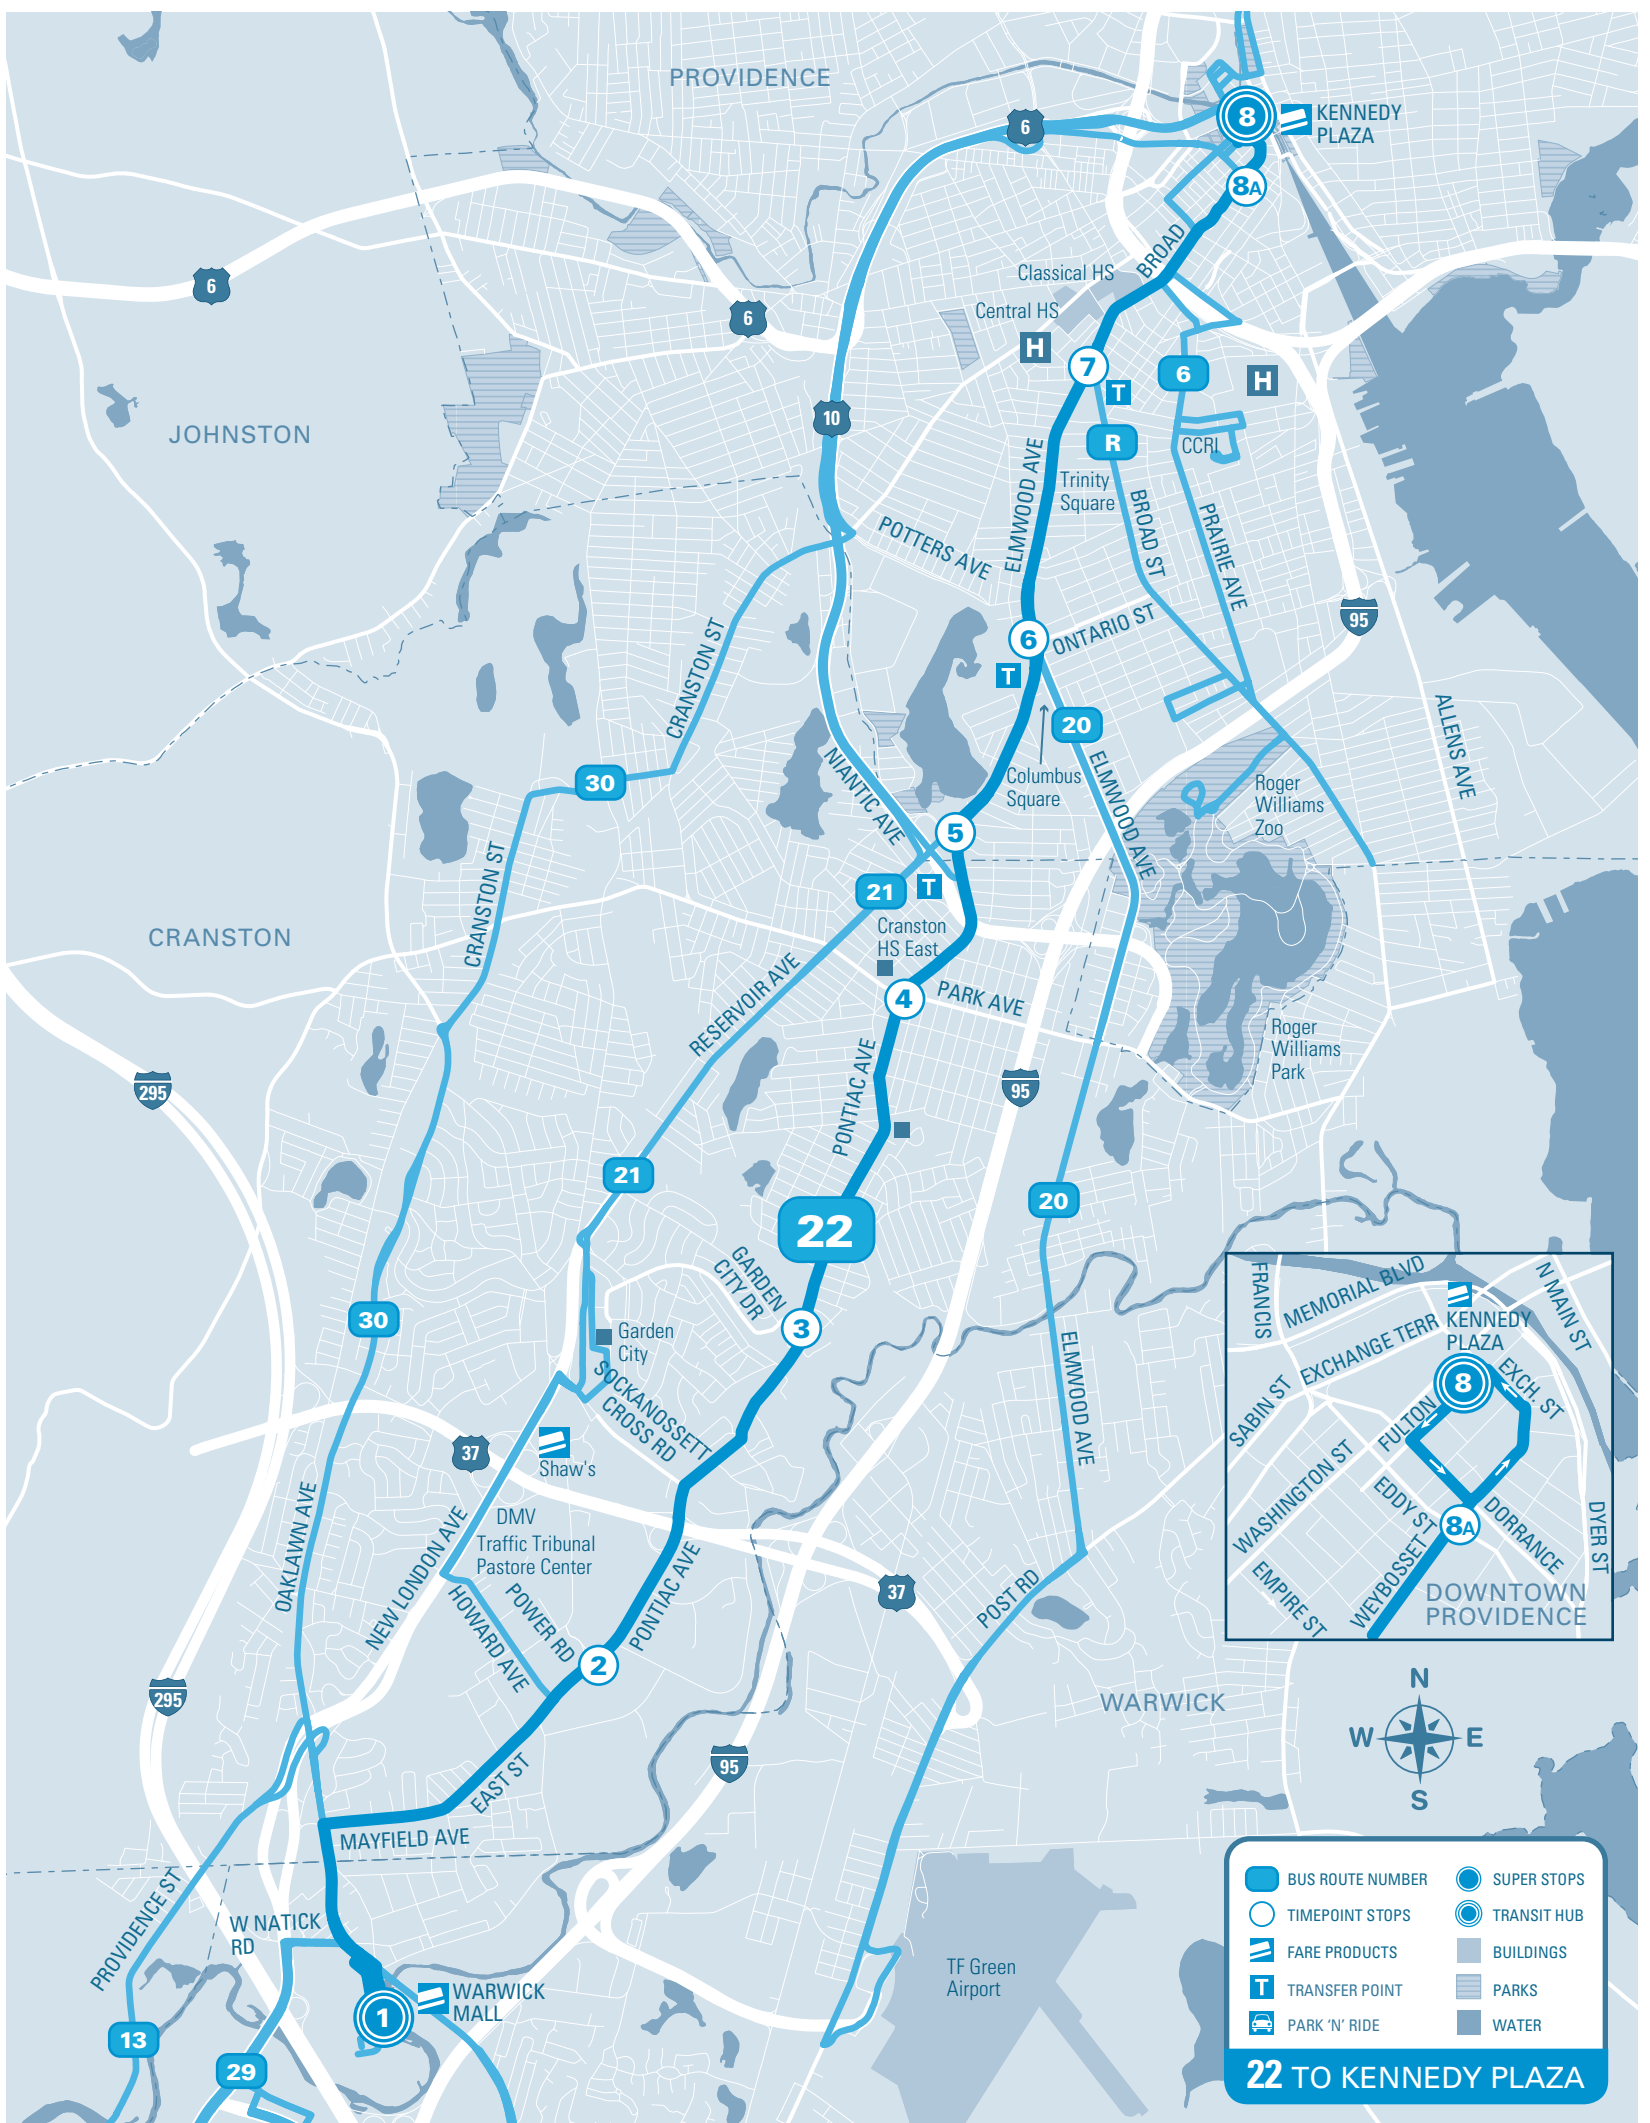 PROVIDENCE
6
8
KENNEDY
PLAZA
8A
BROAD
Classical HS
6
6
Central HS
H
7
T
6
H
10
JOHNSTON
R
CCRI
ELMWOOD AVE
Trinity
Square
BROAD ST
PRAIRIE AVE
POTTERS AVE
95
CRANSTON ST
6
ONTARIO ST
T
ALLENS AVE
20
NIANTIC AVE
Columbus
Square
ELMWOOD AVE
30
Roger
Williams
Zoo
5
CRANSTON ST
21
T
CRANSTON
Cranston
HS East
RESERVOIR AVE
4
PARK AVE
Roger
Williams
Park
PONTIAC AVE
295
95
21
20
22
GARDEN
CITY DR
3
30
Garden
City
SOCKANOSSETT
CROSS RD
ELMWOOD AVE
37
Shaw's
OAKLAWN AVE
NEW LONDON AVE
DMV
Traffic Tribunal
Pastore Center
HOWARD AVE
POWER RD
PONTIAC AVE
37
POST RD
2
295
WARWICK
95
EAST ST
MAYFIELD AVE
PROVIDENCE ST
W NATICK
RD
WARWICK
MALL
1
13
29
TF Green
Airport
FRANCIS
MEMORIAL BLVD
N MAIN ST
KENNEDY
PLAZA
EXCHANGE TERR
8
EXCH. ST
SABIN ST
FULTON
WASHINGTON ST
EDDY ST
8A
DORRANCE
DYER ST
EMPIRE ST
WEYBOSSET
DOWNTOWN
PROVIDENCE
N
W
E
S
BUS ROUTE NUMBER
SUPER STOPS
TIMEPOINT STOPS
TRANSIT HUB
FARE PRODUCTS
BUILDINGS
T
TRANSFER POINT
PARKS
PARK 'N' RIDE
WATER
22 TO KENNEDY PLAZA